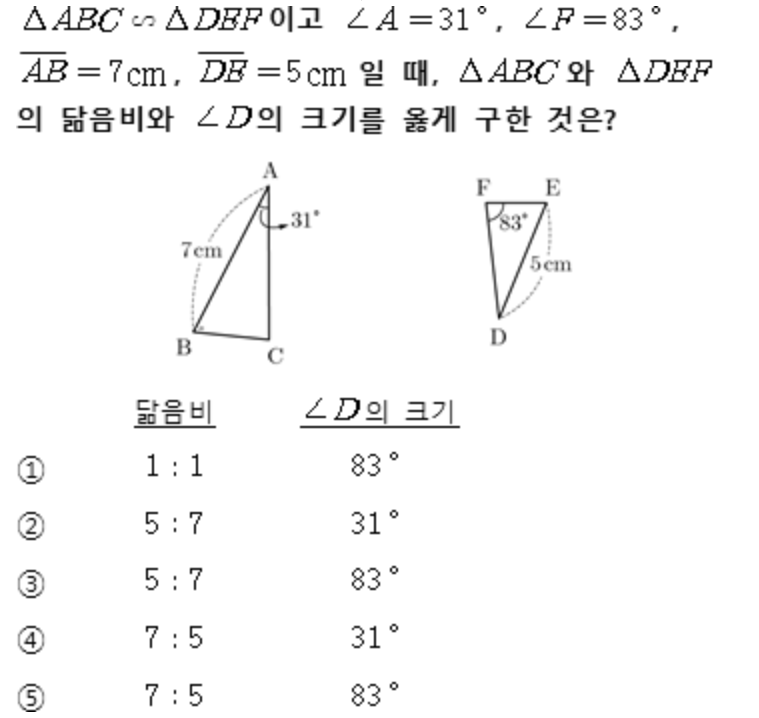 △ABC∽△DEF이고 ∠A=31°, ∠F=83°,
AB=7cm, DE=5cm 일 때, △ABC와 △DEF
의 닮음비와 ∠D의 크기를 옳게 구한 것은?
A
F E
31°
83°
7cm
5cm
B C
D
닮음비 ∠D의 크기
① 1 : 1 83°
② 5 : 7 31°
③ 5 : 7 83°
④ 7 : 5 31°
⑤ 7 : 5 83°